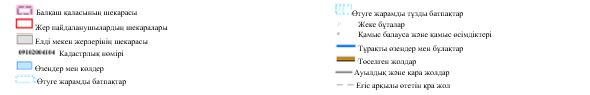 Балқаш қаласының шекарасы
Жер пайдаланушылардың шекаралары
Елді мекен жерлерінің шекарасы
Кадастрлық нөмірі
Өзендер мен көлдер
Өтуге жарамды батпақтар
Өтуге жарамды тұзды батпақтар
Жеке бұталар
Қамыс балауса және қамыс өсімдіктері
Тұрақты өзендер мен бұлақтар
Төселген жолдар
Ауылдық және қара жолдар
Егіс арқылы өтетін қра жол